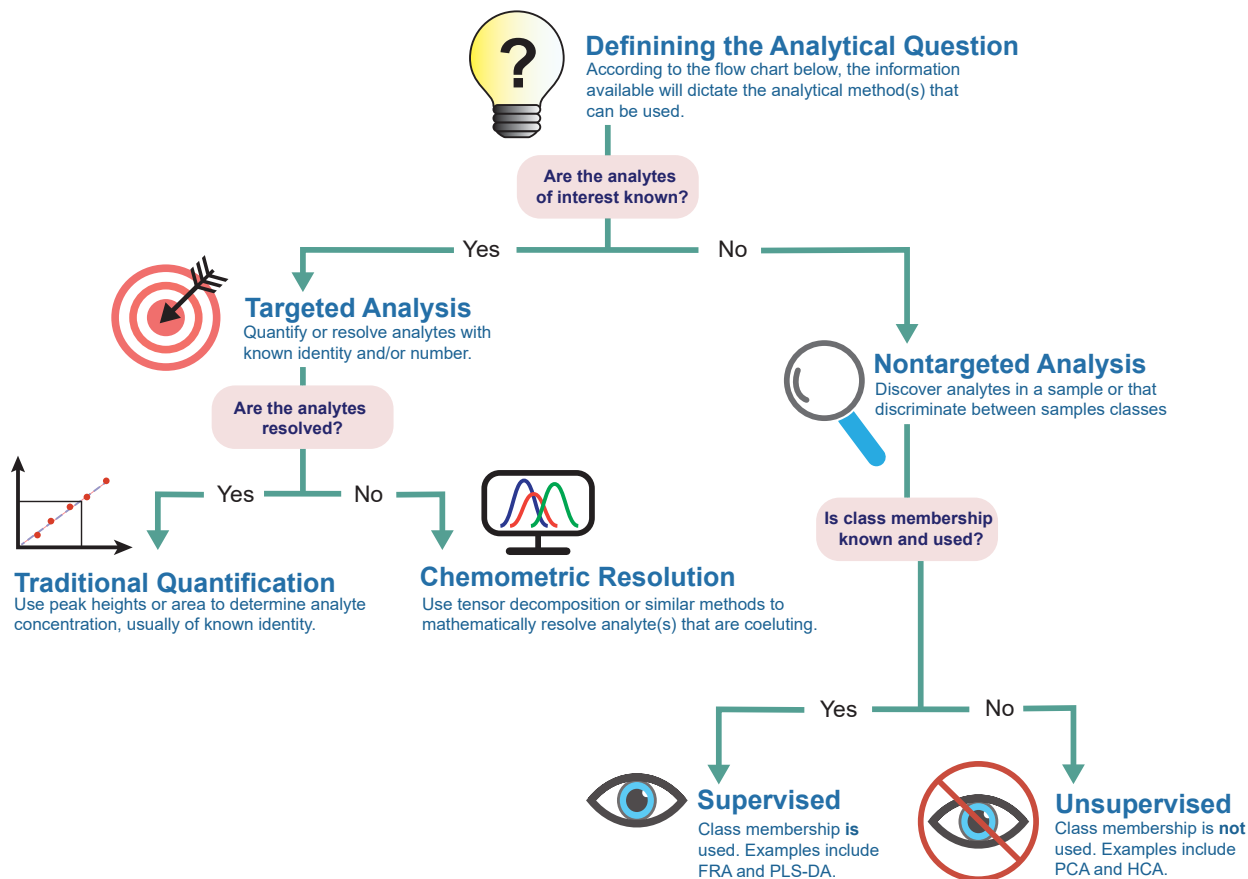 ?
Definining the Analytical Question
According to the flow chart below, the information
available will dictate the analytical method(s) that
can be used.
Are the analytes
of interest known?
Yes
No
Targeted Analysis
Quantify or resolve analytes with
known identity and/or number.
Nontargeted Analysis
Discover analytes in a sample or that
discriminate between samples classes
Are the analytes
resolved?
Yes
No
Is class membership
known and used?
Traditional Quantification
Use peak heights or area to determine analyte
concentration, usually of known identity.
Chemometric Resolution
Use tensor decomposition or similar methods to
mathematically resolve analyte(s) that are coeluting.
Yes
No
Supervised
Class membership is
used. Examples include
FRA and PLS-DA.
Unsupervised
Class membership is not
used. Examples include
PCA and HCA.